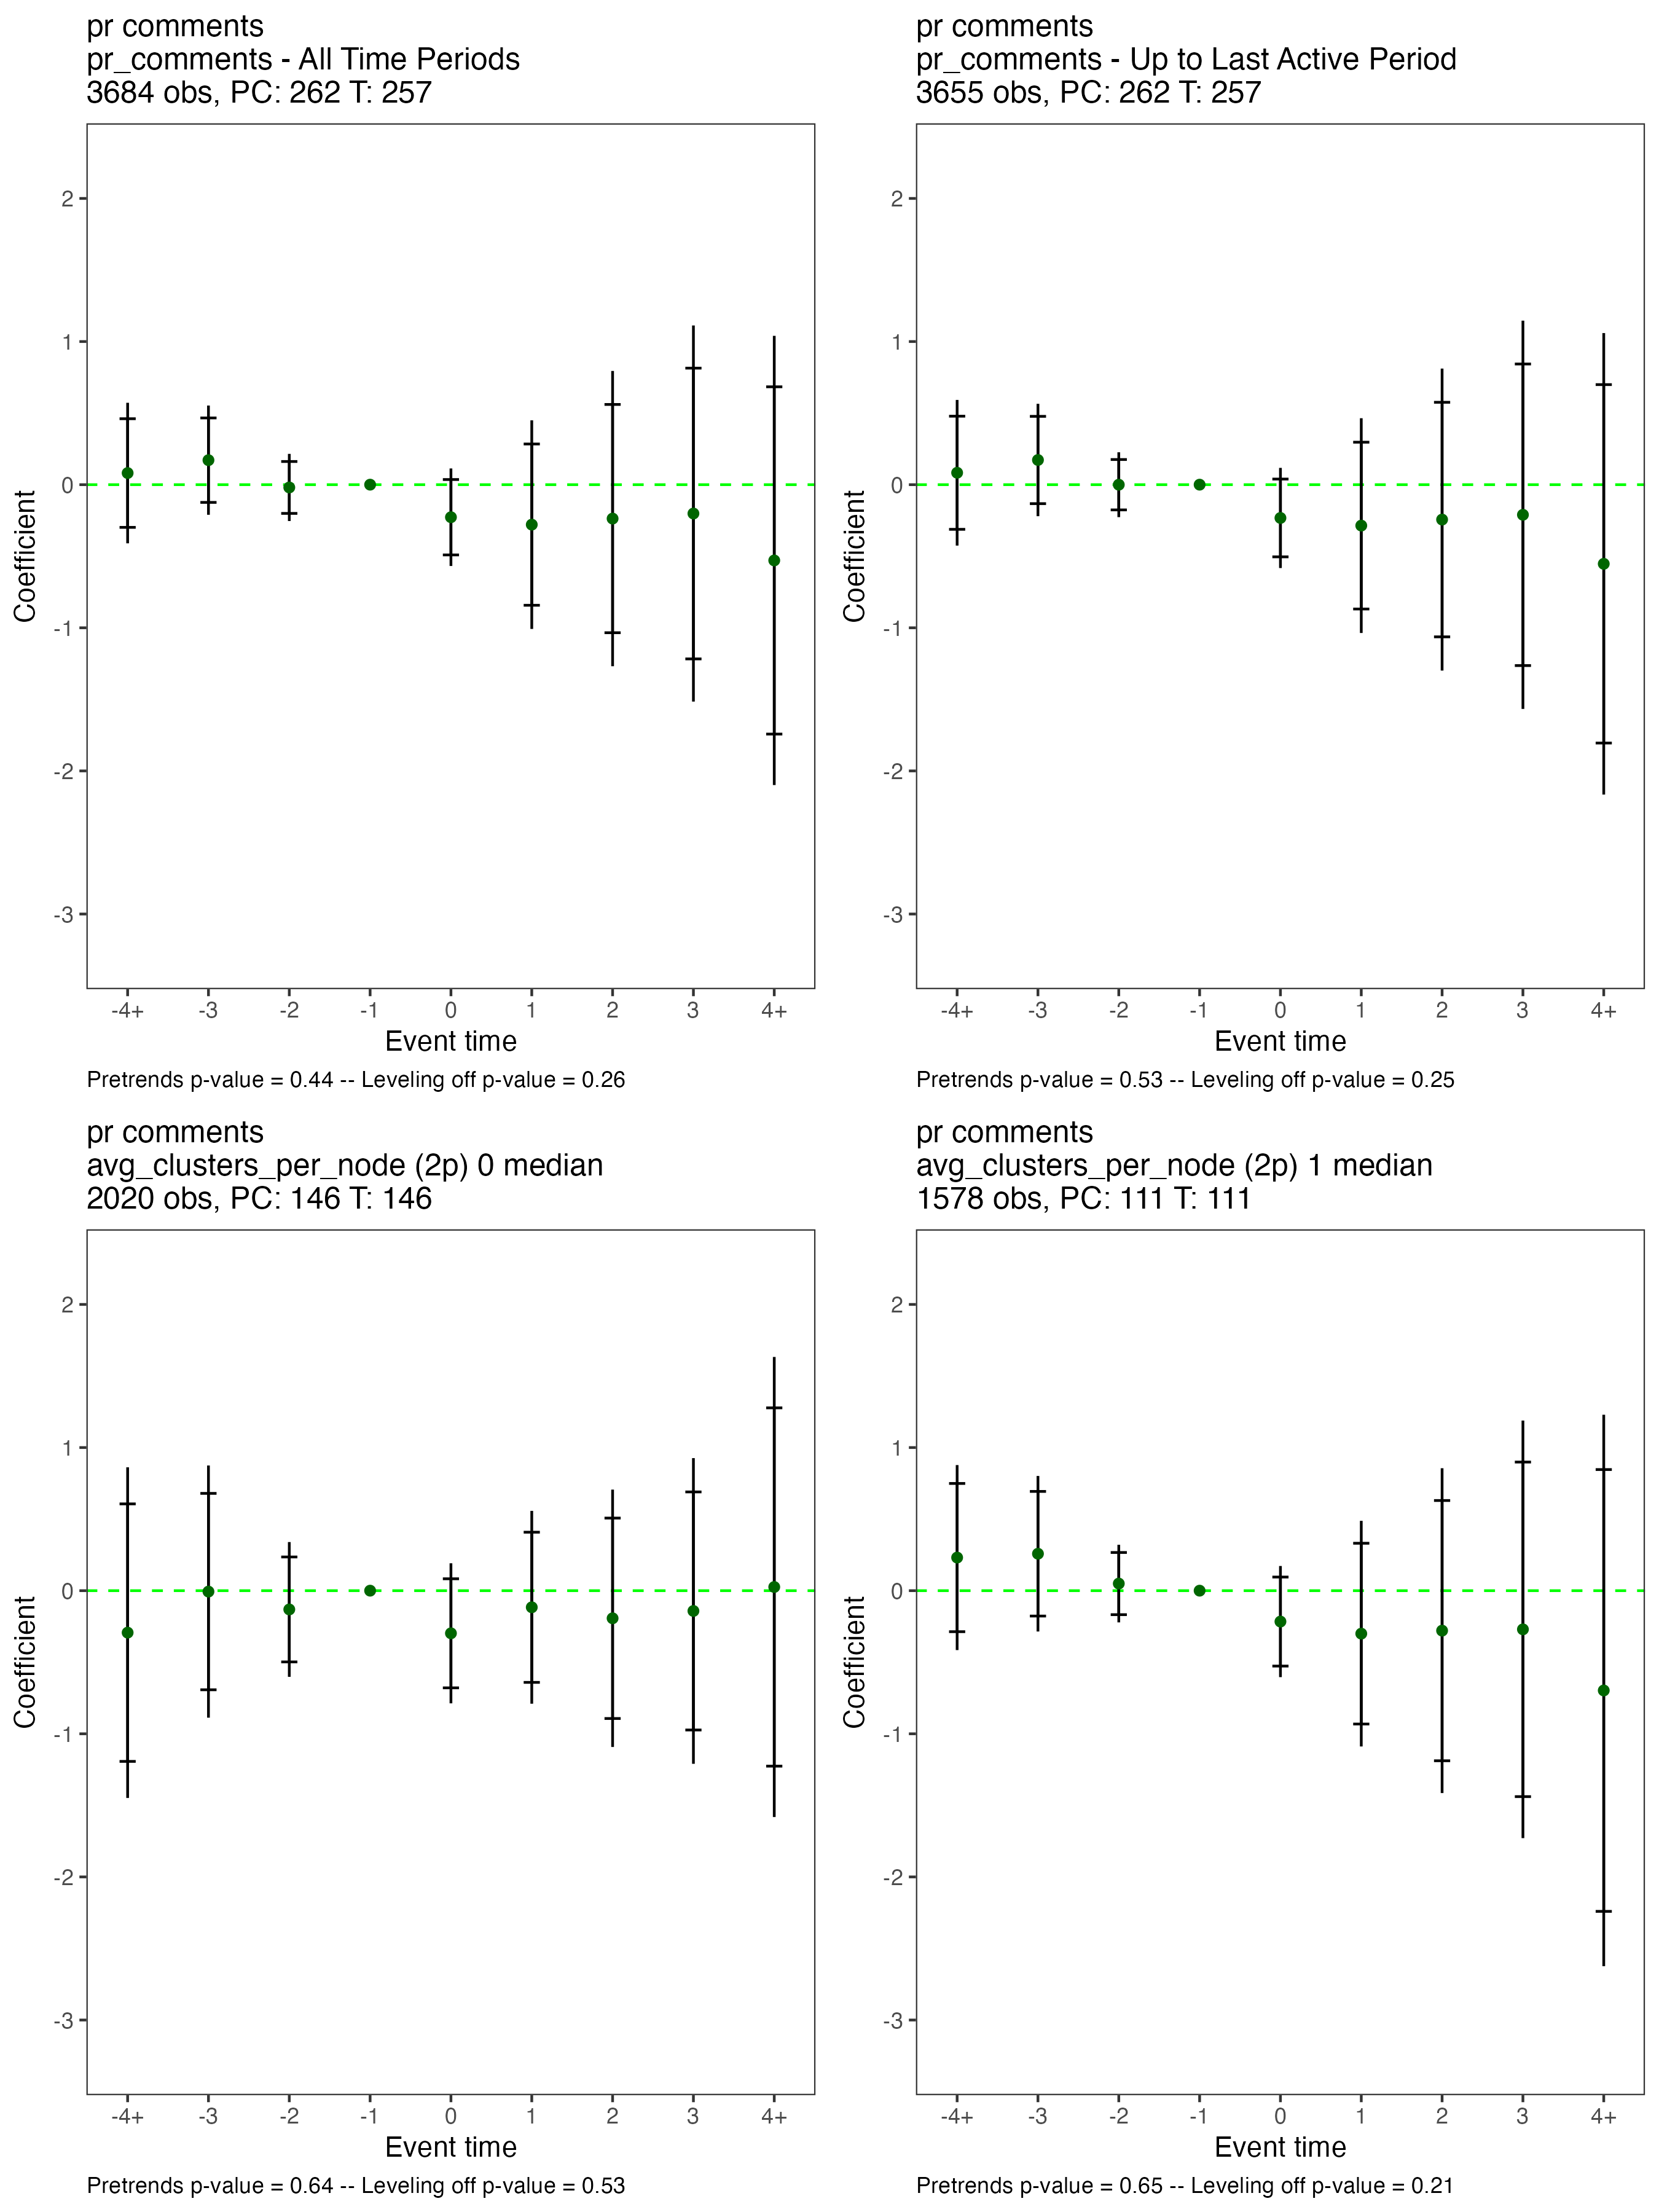 pr comments
pr_comments - All Time Periods
3684 obs, PC: 262 T: 257
2
1
0
-1
-2
-3
Coefficient
-4+ -3 -2 -1 0 1 2 3 4+
Event time
Pretrends p-value = 0.44 -- Leveling off p-value = 0.26
pr comments
pr_comments - Up to Last Active Period
3655 obs, PC: 262 T: 257
2
1
0
-1
-2
-3
Coefficient
-4+ -3 -2 -1 0 1 2 3 4+
Event time
Pretrends p-value = 0.53 -- Leveling off p-value = 0.25
pr comments
avg_clusters_per_node (2p) 0 median
2020 obs, PC: 146 T: 146
2
1
0
-1
-2
-3
Coefficient
-4+ -3 -2 -1 0 1 2 3 4+
Event time
Pretrends p-value = 0.64 -- Leveling off p-value = 0.53
pr comments
avg_clusters_per_node (2p) 1 median
1578 obs, PC: 111 T: 111
2
1
0
-1
-2
-3
Coefficient
-4+ -3 -2 -1 0 1 2 3 4+
Event time
Pretrends p-value = 0.65 -- Leveling off p-value = 0.21